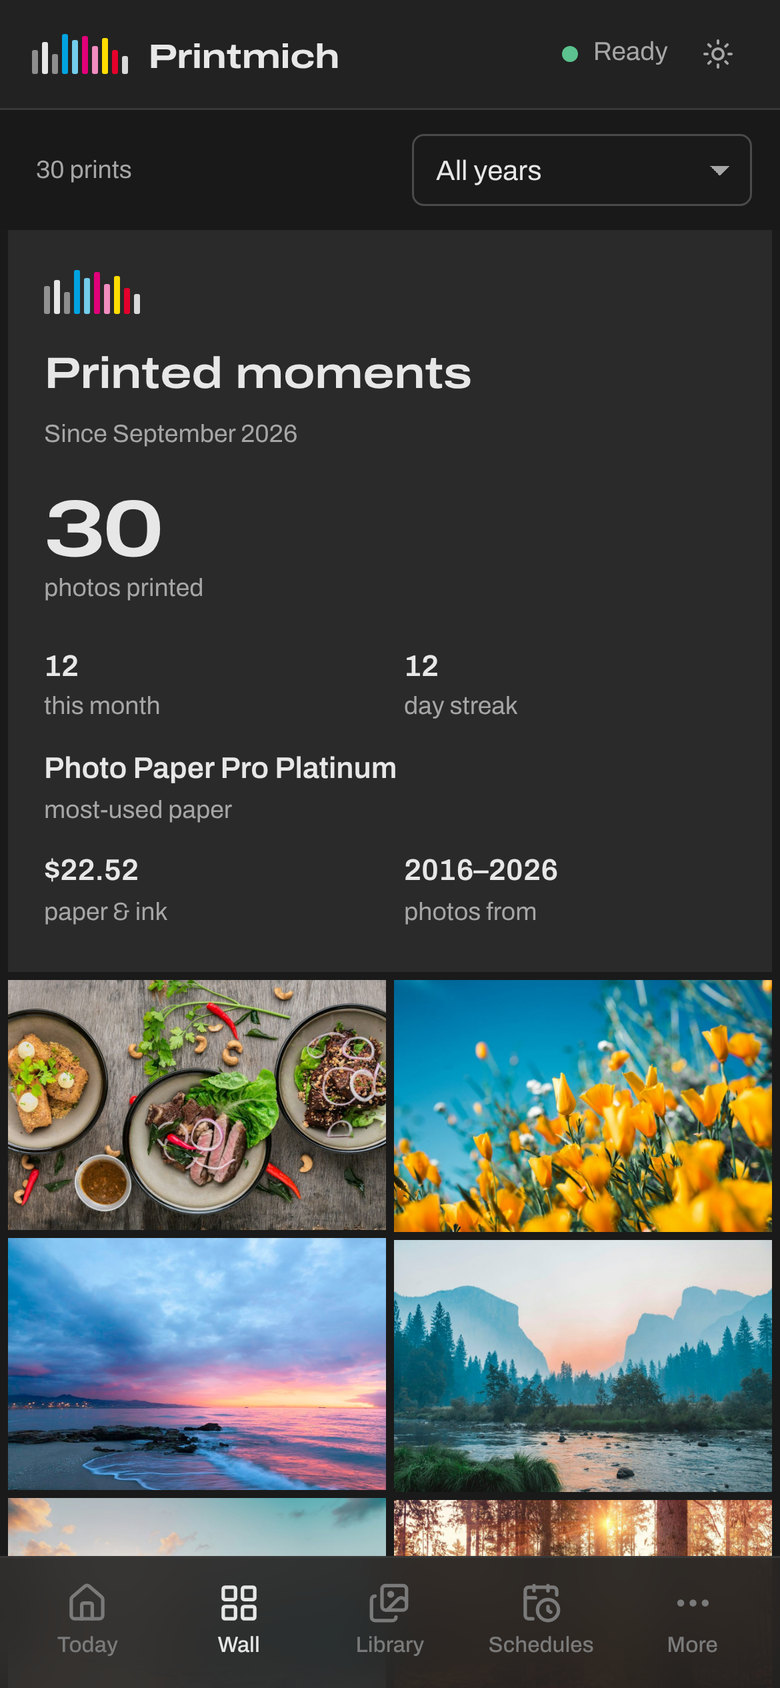 Printmich
Ready
30 prints
All years
Printed moments
Since September 2026
30
photos printed
12
this month
12
day streak
Photo Paper Pro Platinum
most-used paper
$22.52
paper & ink
2016–2026
photos from
Today
Wall
Library
Schedules
More